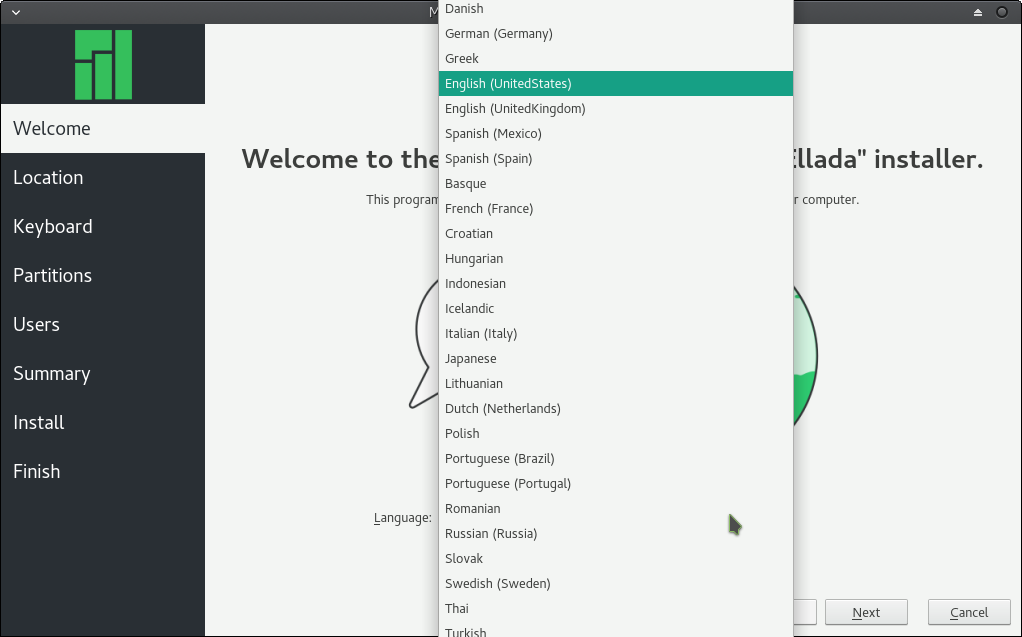 M
Welcome
Location
Keyboard
Partitions
Users
Summary
Install
Finish
Welcome to the
Ellada" installer.
This program
r computer.
Danish
German (Germany)
Greek
English (UnitedStates)
English (UnitedKingdom)
Spanish (Mexico)
Spanish (Spain)
Basque
French (France)
Croatian
Hungarian
Indonesian
Icelandic
Italian (Italy)
Japanese
Lithuanian
Dutch (Netherlands)
Polish
Portuguese (Brazil)
Portuguese (Portugal)
Romanian
Russian (Russia)
Slovak
Swedish (Sweden)
Thai
Turkish
Language:
Next
Cancel